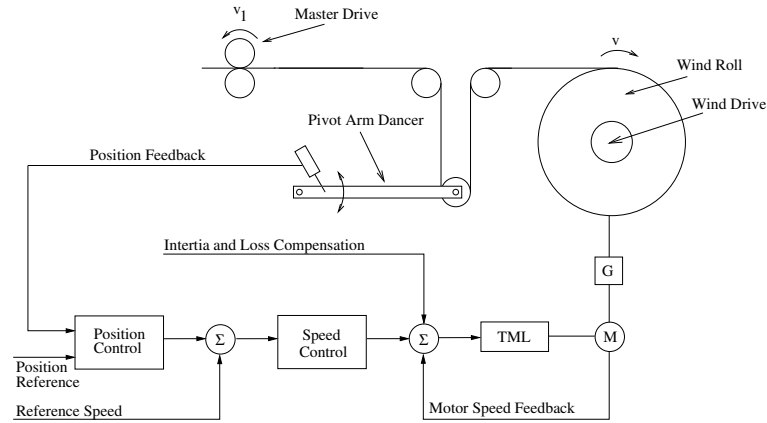 v1
Master Drive
v
Wind Roll
Wind Drive
Pivot Arm Dancer
Position Feedback
Intertia and Loss Compensation
G
Position
Control
Σ
Speed
Control
Σ
TML
M
Position
Reference
Reference Speed
Motor Speed Feedback